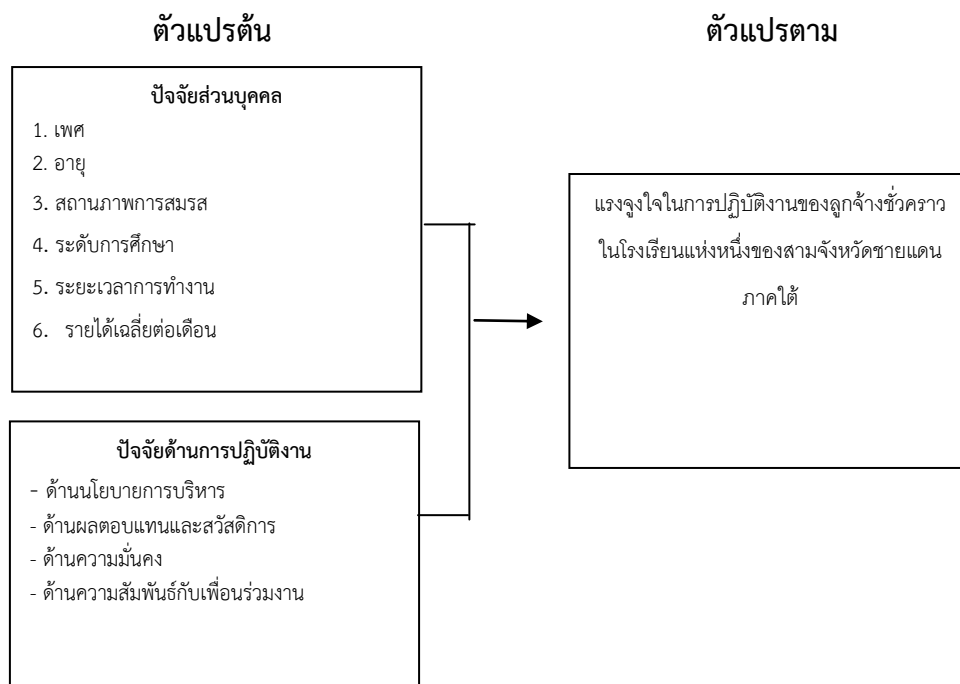 ตัวแปรต้น
ตัวแปรตาม
ปัจจัยส่วนบุคคล
1. เพศ
2. อายุ
3. สถานภาพการสมรส
4. ระดับการศึกษา
5. ระยะเวลาการทำงาน
6. รายได้เฉลี่ยต่อเดือน
ปัจจัยด้านการปฏิบัติงาน
- ด้านนโยบายการบริหาร
- ด้านผลตอบแทนและสวัสดิการ
- ด้านความมั่นคง
- ด้านความสัมพันธ์กับเพื่อนร่วมงาน
แรงจูงใจในการปฏิบัติงานของลูกจ้างชั่วคราว
ในโรงเรียนแห่งหนึ่งของสามจังหวัดชายแดน
ภาคใต้